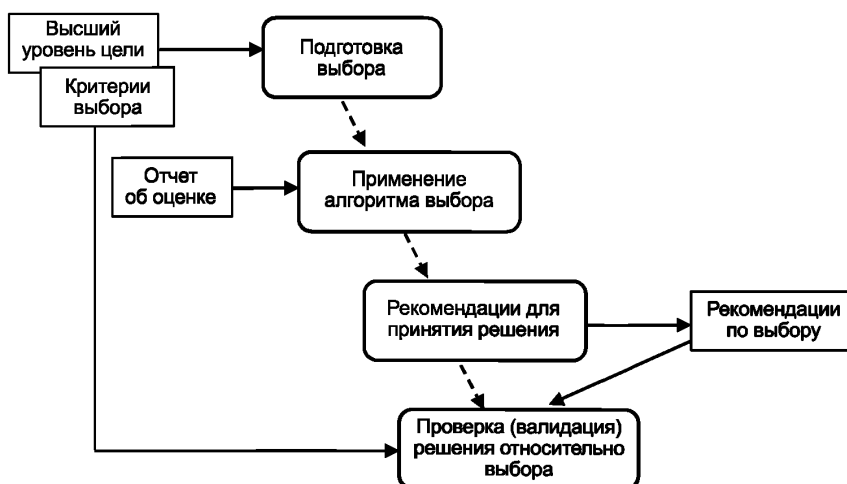 Высший
уровень цели
Подготовка
выбора
Критерии
выбора
Отчет
об оценке
Применение
алгоритма выбора
Рекомендации для
принятия решения
Рекомендации
по выбору
Проверка (валидация)
решения относительно
выбора